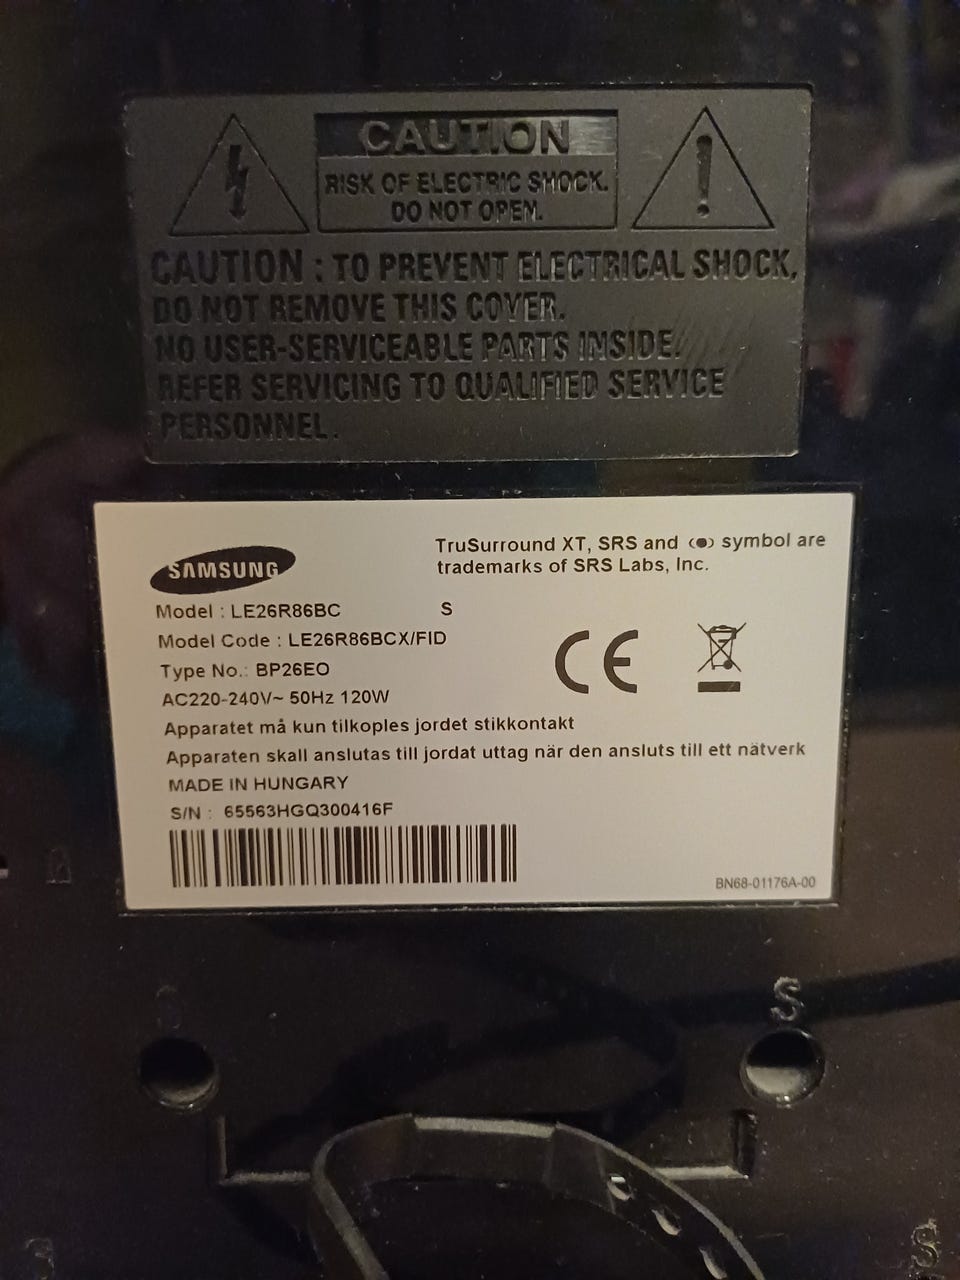 CAUTION
RISK OF ELECTRIC SHOCK.
DO NOT OPEN.
CAUTION : TO PREVENT ELECTRICAL SHOCK,
DO NOT REMOVE THIS COVER.
NO USER-SERVICEABLE PARTS INSIDE.
REFER SERVICING TO QUALIFIED SERVICE
PERSONNEL.
SAMSUNG
TruSurround XT, SRS and (●) symbol are
trademarks of SRS Labs, Inc.
Model : LE26R86BC S
Model Code : LE26R86BCX/FID
Type No.: BP26EO
AC220-240V~ 50Hz 120W
CE
Apparatet må kun tilkoples jordet stikkontakt
Apparaten skall anslutas till jordat uttag när den ansluts till ett nätverk
MADE IN HUNGARY
S/N : 65563HGQ300416F
BN68-01176A-00
S
S